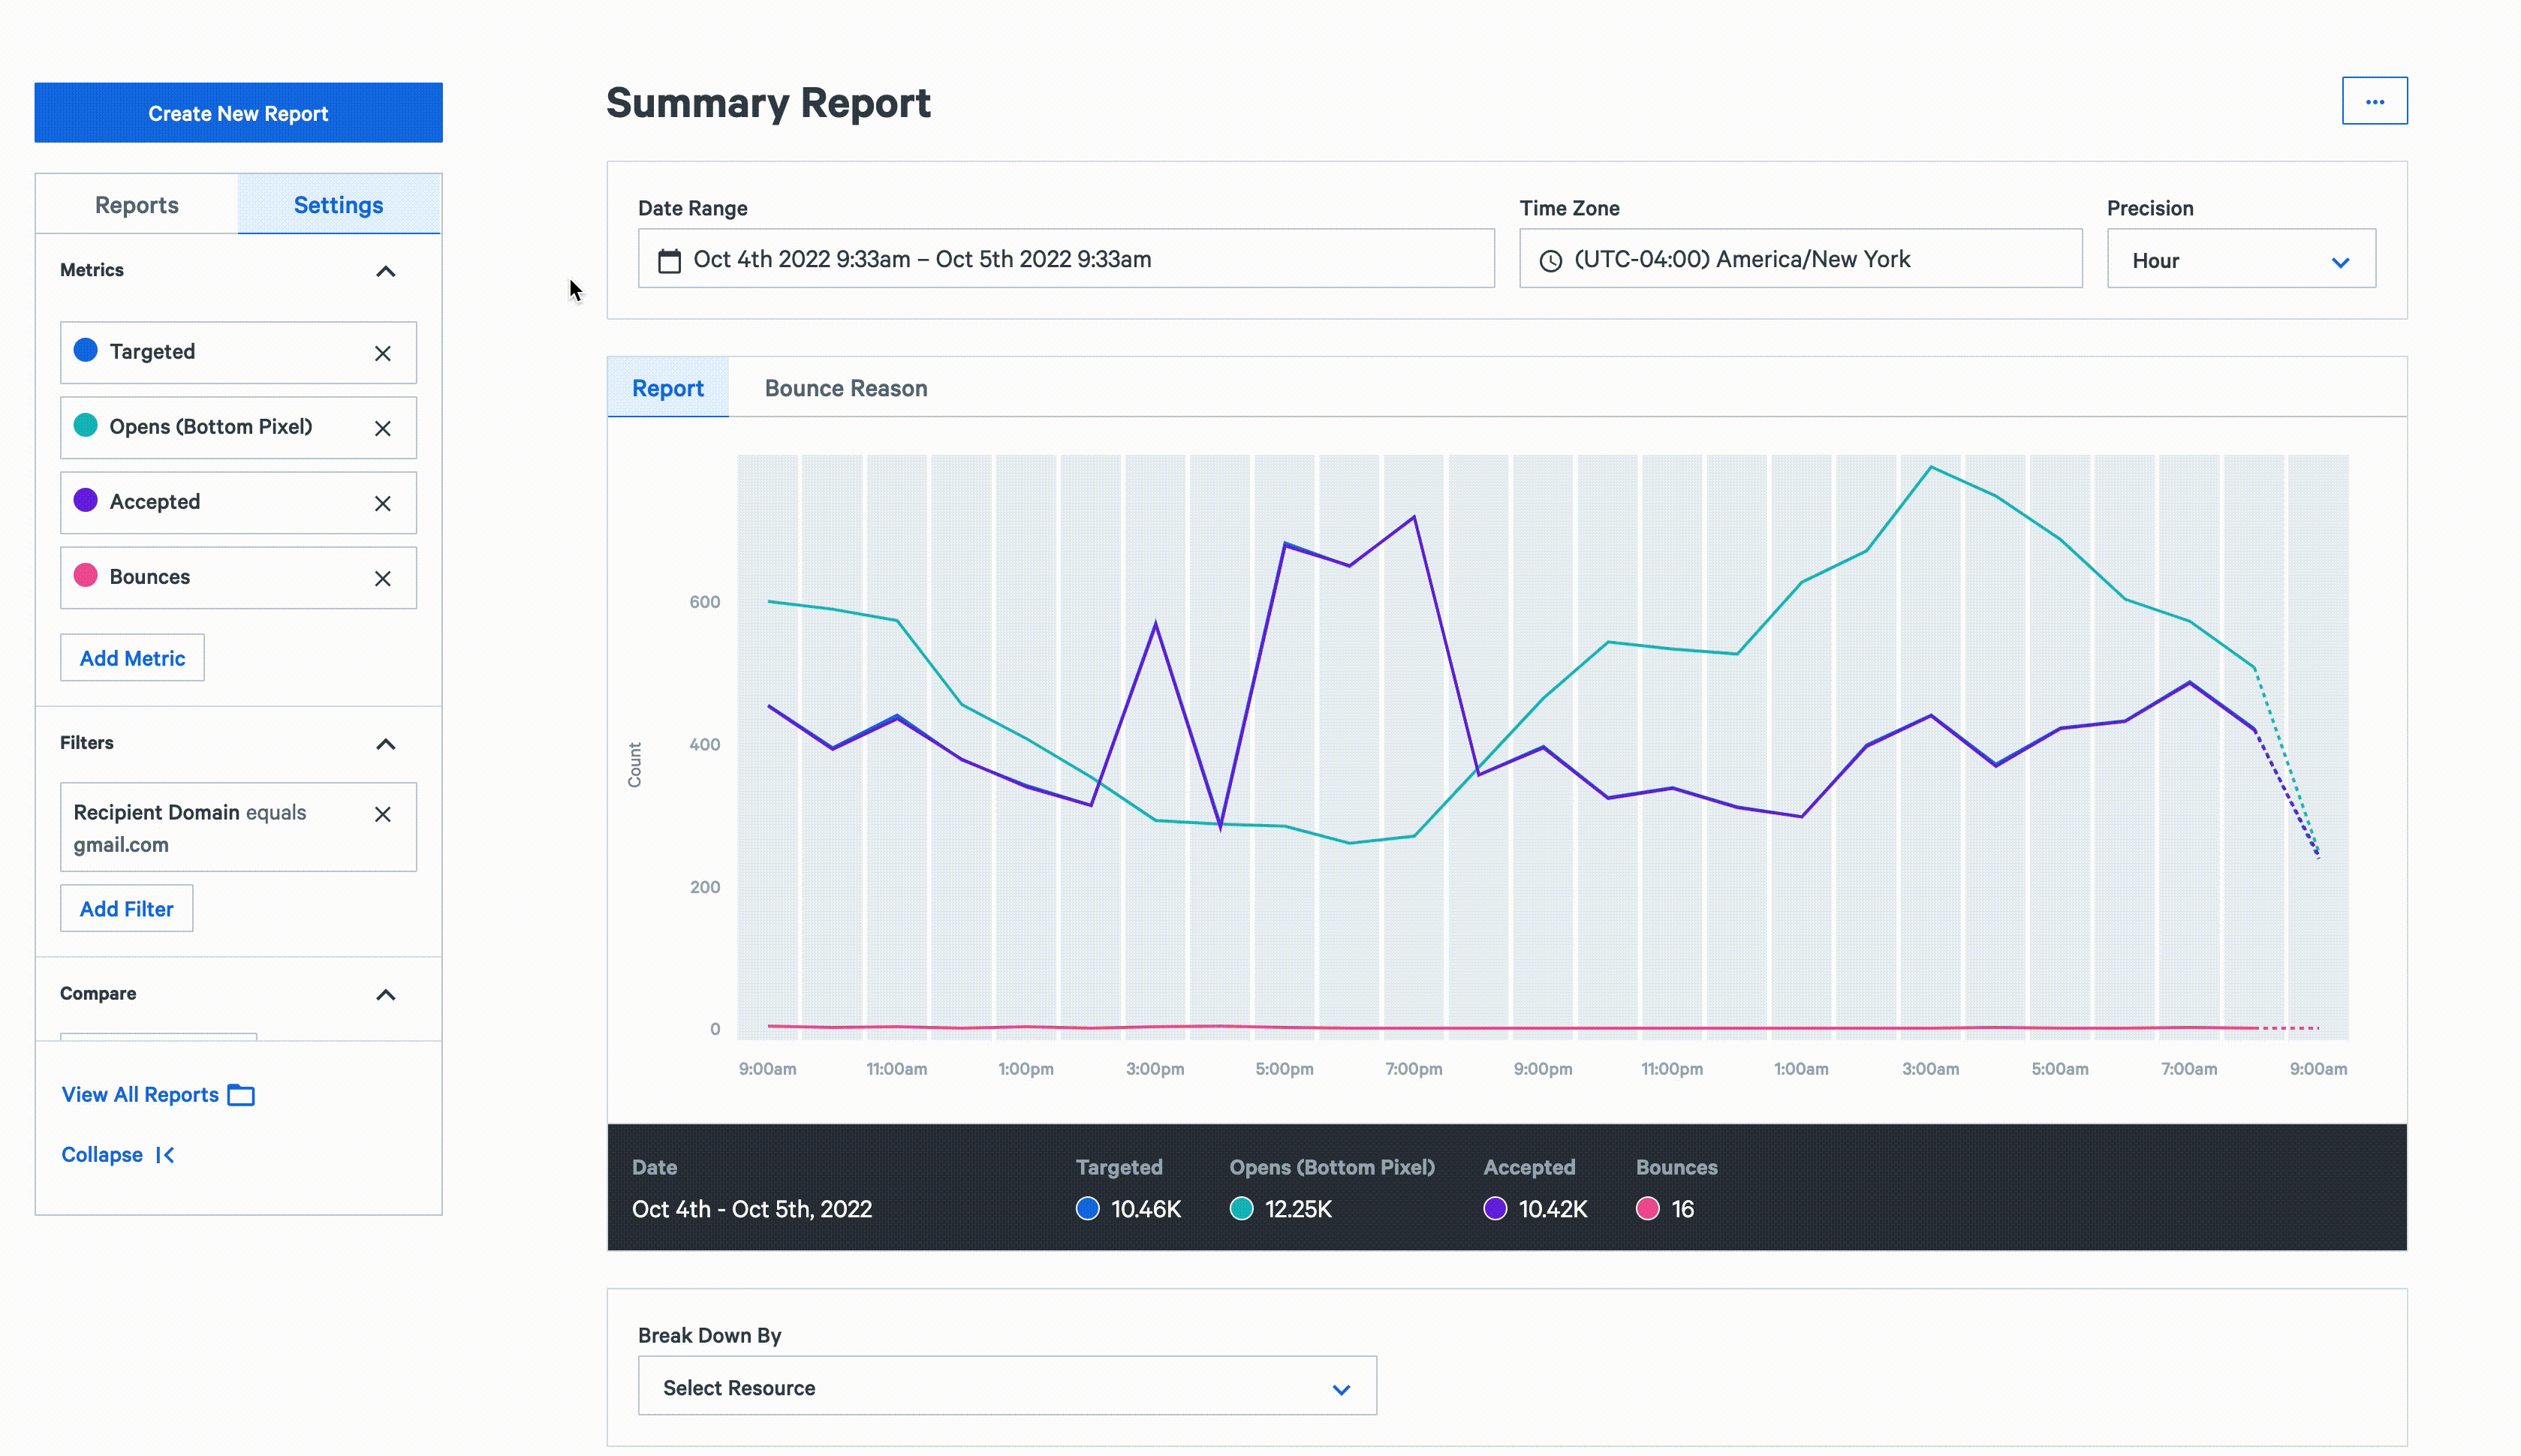 Create New Report
Reports Settings
Metrics
Targeted
Opens (Bottom Pixel)
Accepted
Bounces
Add Metric
Filters
Recipient Domain equals
gmail.com
Add Filter
Compare
View All Reports
Collapse
Summary Report
...
Date Range Time Zone Precision
Oct 4th 2022 9:33am – Oct 5th 2022 9:33am (UTC-04:00) America/New York Hour
Report Bounce Reason
Count
600
400
200
0
9:00am 11:00am 1:00pm 3:00pm 5:00pm 7:00pm 9:00pm 11:00pm 1:00am 3:00am 5:00am 7:00am 9:00am
Date Targeted Opens (Bottom Pixel) Accepted Bounces
Oct 4th - Oct 5th, 2022 10.46K 12.25K 10.42K 16
Break Down By
Select Resource